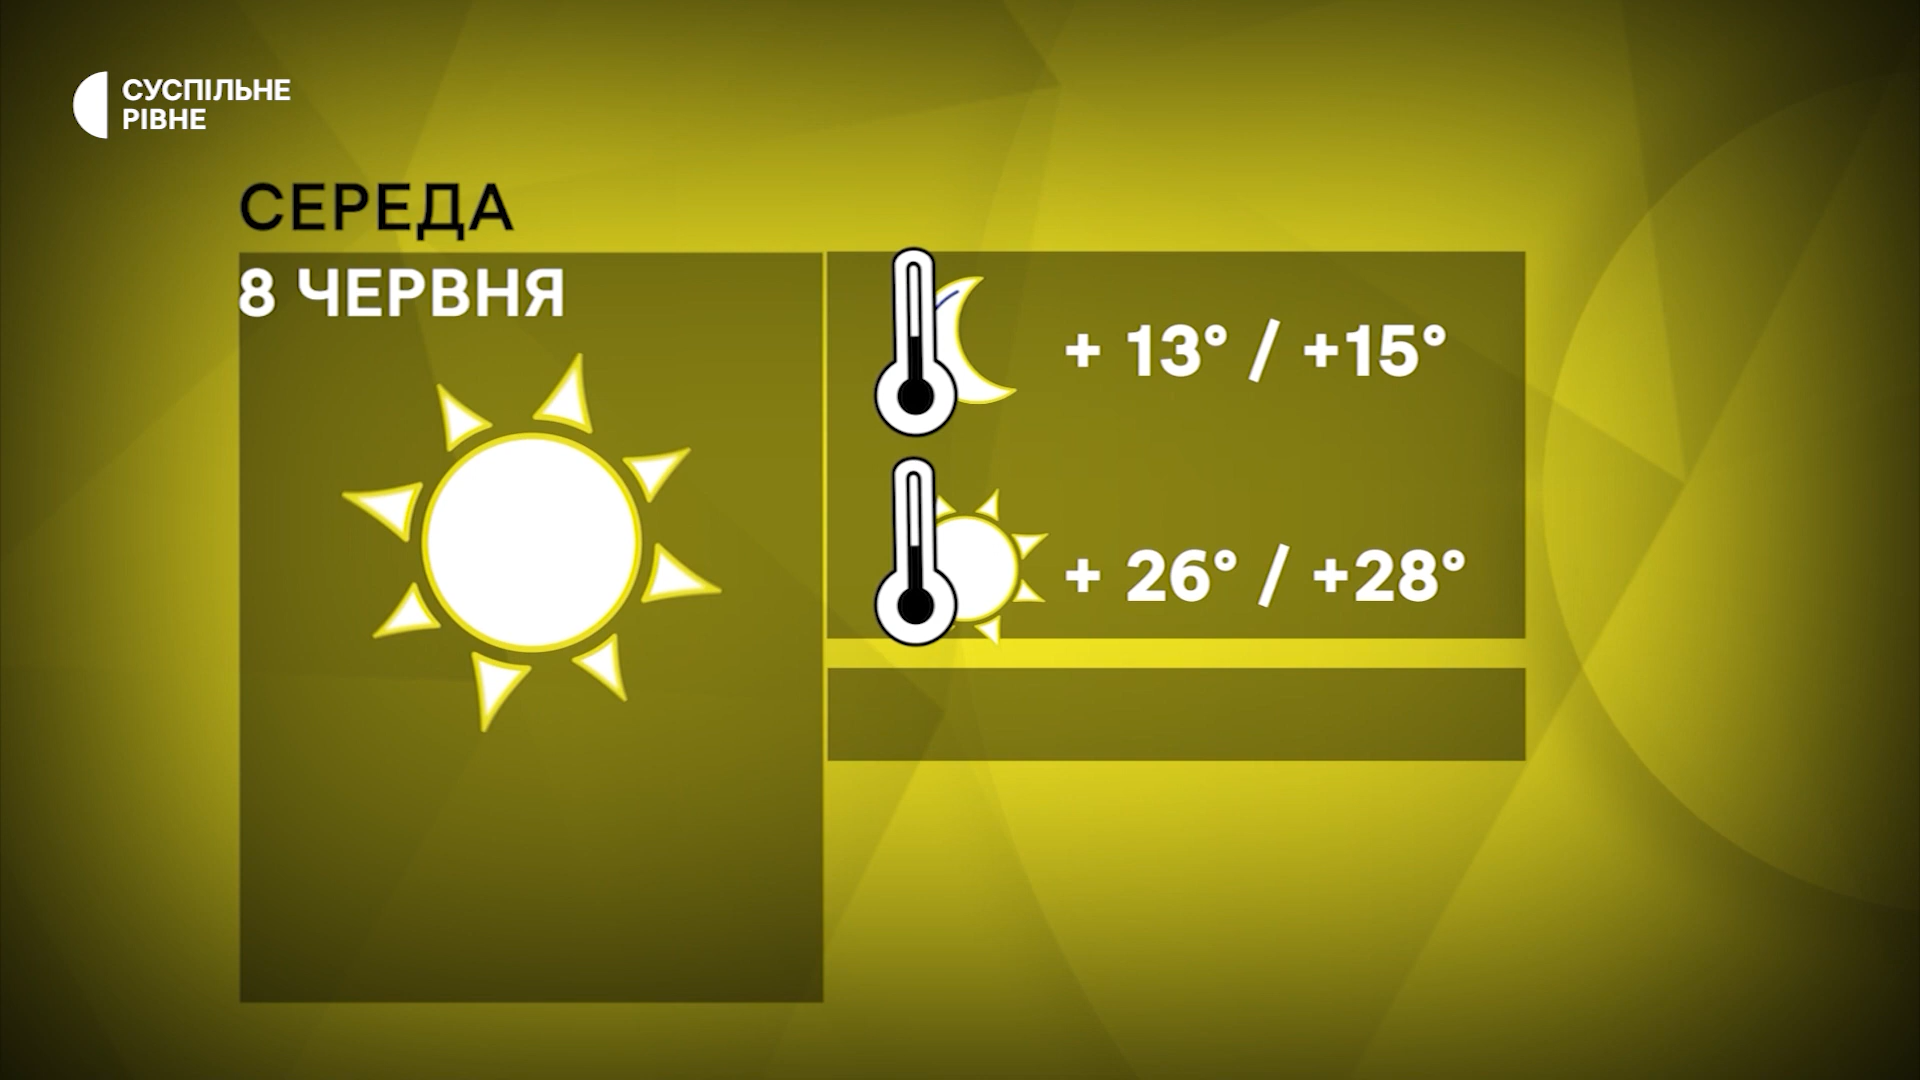 СУСПІЛЬНЕ
РІВНЕ
СЕРЕДА
8 ЧЕРВНЯ
+ 13° / +15°
+ 26° / +28°